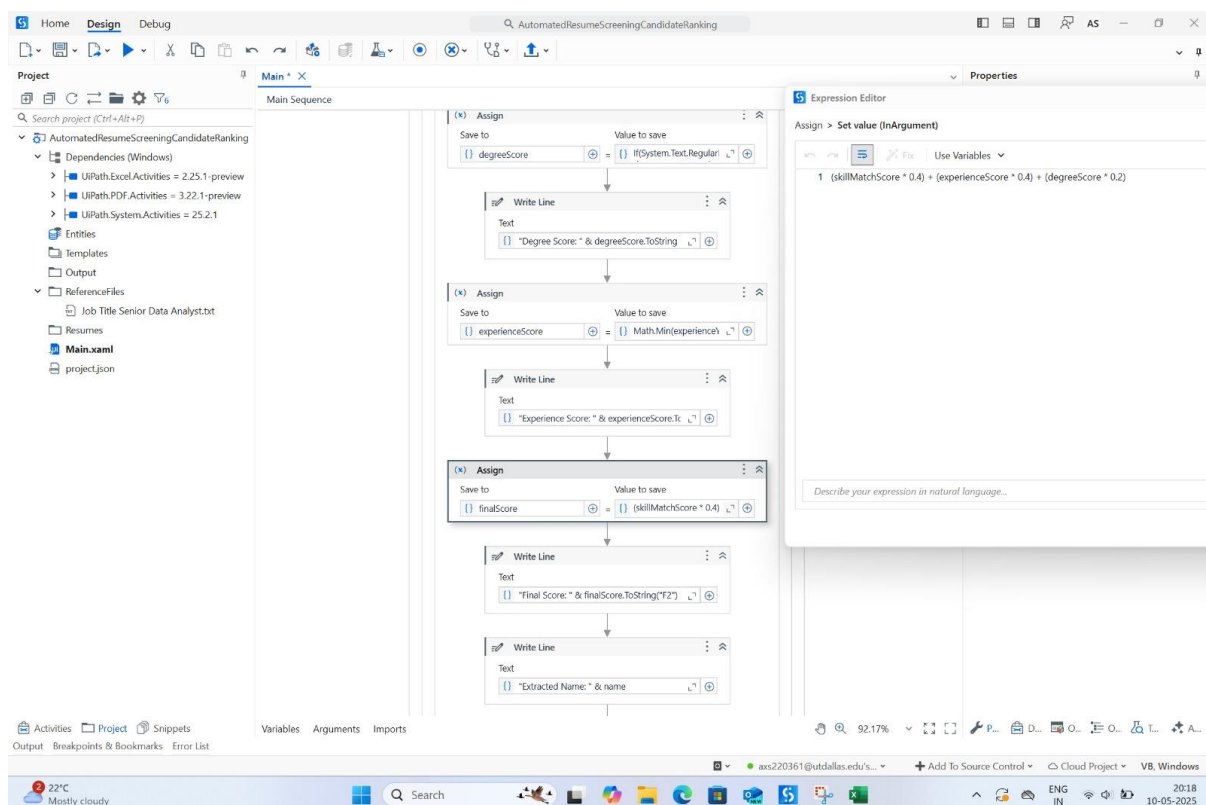 Home Design Debug
AutomatedResumeScreeningCandidateRanking
AS
Project
Main * ×
Properties
Main Sequence
Search project (Ctrl+Alt+P)
AutomatedResumeScreeningCandidateRanking
Dependencies (Windows)
UiPath.Excel.Activities = 2.25.1-preview
UiPath.PDF.Activities = 3.22.1-preview
UiPath.System.Activities = 25.2.1
Entities
Templates
Output
ReferenceFiles
Job Title Senior Data Analyst.txt
Resumes
Main.xaml
project.json
Assign
Save to Value to save
degreeScore = If(System.Text.Regular
Write Line
Text
"Degree Score: " & degreeScore.ToString
Assign
Save to Value to save
experienceScore = Math.Min(experience
Write Line
Text
"Experience Score: " & experienceScore.To
Assign
Save to Value to save
finalScore = (skillMatchScore * 0.4)
Write Line
Text
"Final Score: " & finalScore.ToString("F2")
Write Line
Text
"Extracted Name: " & name
Expression Editor
Assign > Set value (InArgument)
Fix Use Variables
1 (skillMatchScore * 0.4) + (experienceScore * 0.4) + (degreeScore * 0.2)
Describe your expression in natural language...
Activities Project Snippets
Variables Arguments Imports
92.17%
P... D... O... O... T... A...
Output Breakpoints & Bookmarks Error List
axs220361@utdallas.edu's... Add To Source Control Cloud Project VB, Windows
2
22°C
Mostly cloudy
Search
ENG
IN
20:18
10-05-2025